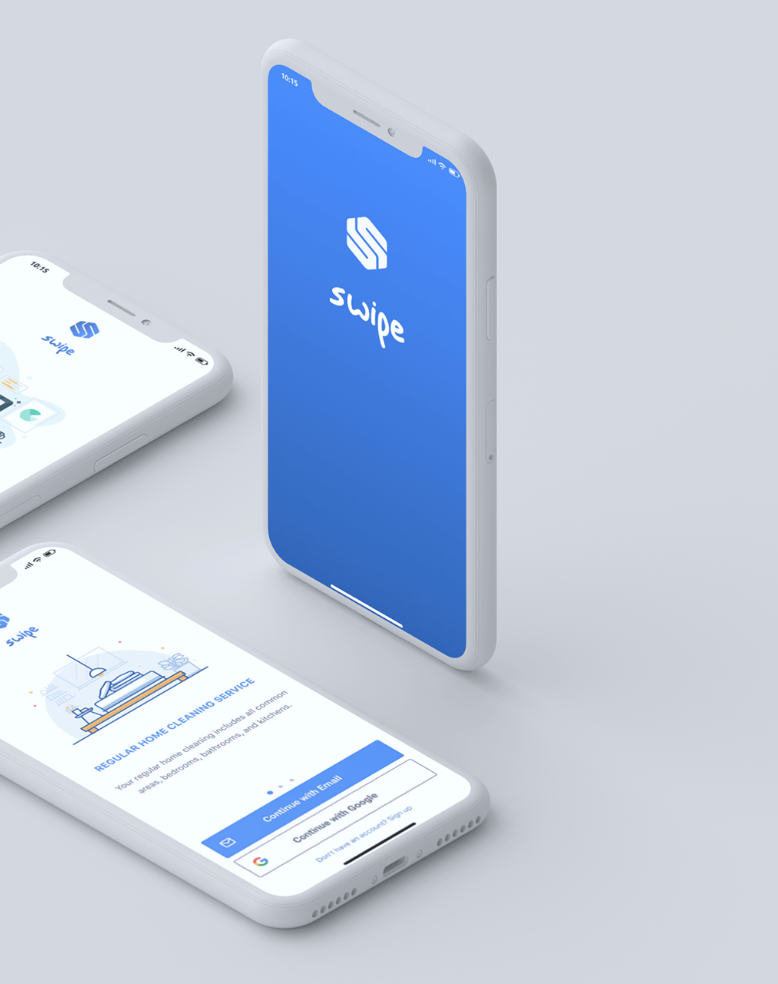 10:15
swipe
10:15
swipe
swipe
REGULAR HOME CLEANING SERVICE
Your regular home cleaning includes all common
areas, bedrooms, bathrooms, and kitchens.
Continue with Email
Continue with Google
Don't have an account? Sign up